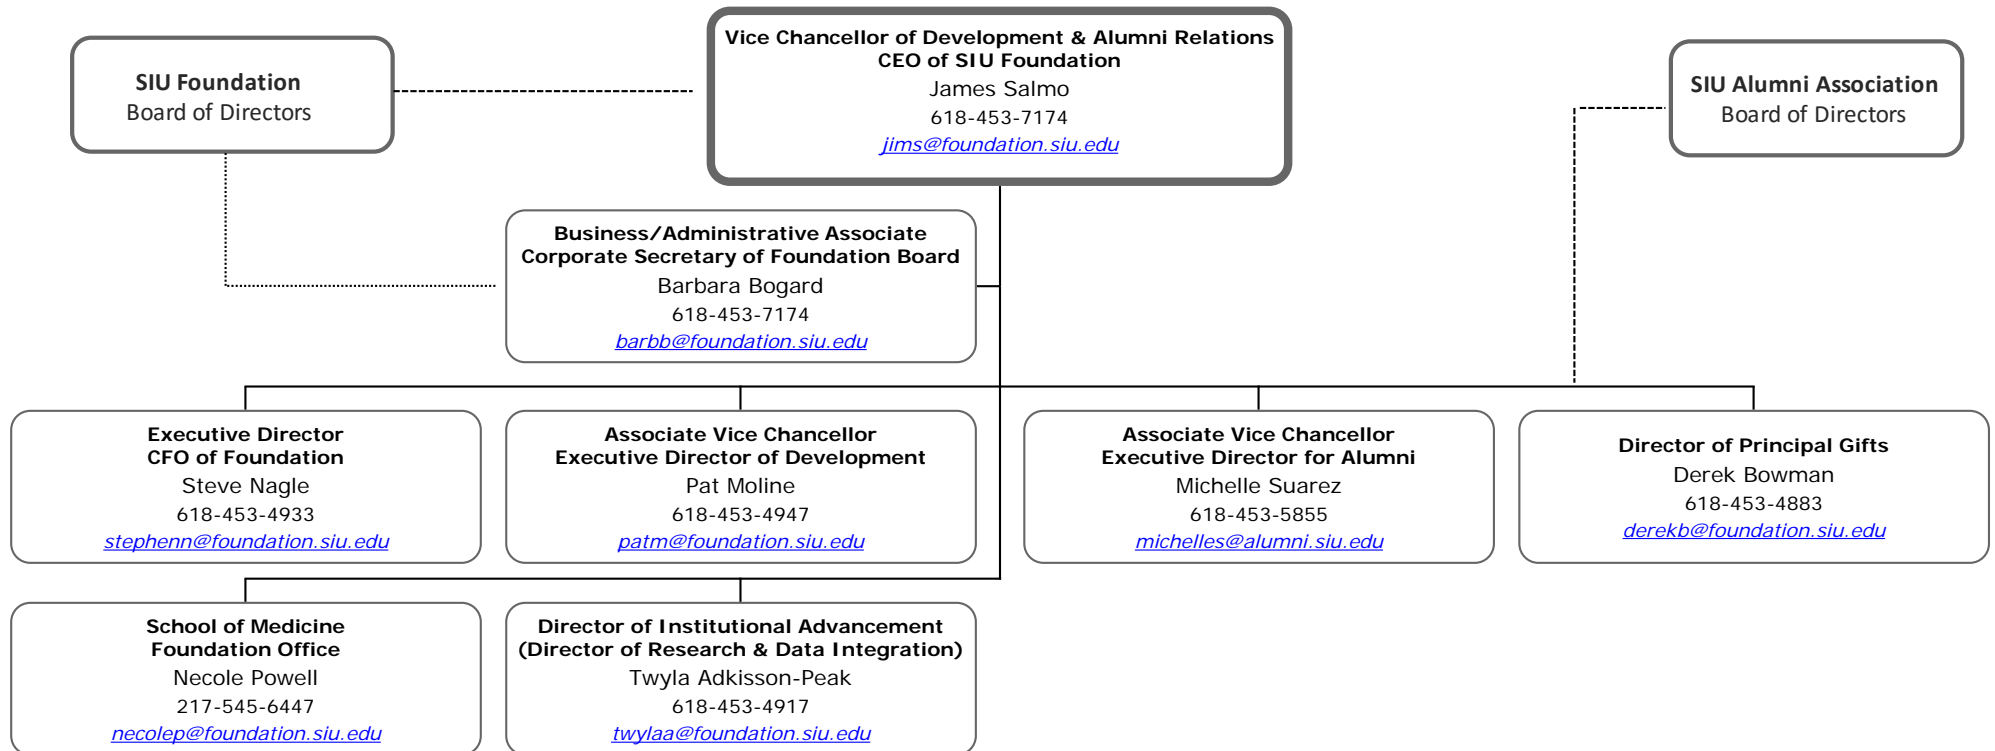 Vice Chancellor of Development & Alumni Relations
CEO of SIU Foundation
James Salmo
618-453-7174
jims@foundation.siu.edu
SIU Foundation
Board of Directors
SIU Alumni Association
Board of Directors
Business/Administrative Associate
Corporate Secretary of Foundation Board
Barbara Bogard
618-453-7174
barbb@foundation.siu.edu
Executive Director
CFO of Foundation
Steve Nagle
618-453-4933
stephenn@foundation.siu.edu
Associate Vice Chancellor
Executive Director of Development
Pat Moline
618-453-4947
patm@foundation.siu.edu
Associate Vice Chancellor
Executive Director for Alumni
Michelle Suarez
618-453-5855
michelles@alumni.siu.edu
Director of Principal Gifts
Derek Bowman
618-453-4883
derekb@foundation.siu.edu
School of Medicine
Foundation Office
Necole Powell
217-545-6447
necolep@foundation.siu.edu
Director of Institutional Advancement
(Director of Research & Data Integration)
Twyla Adkisson-Peak
618-453-4917
twylaa@foundation.siu.edu